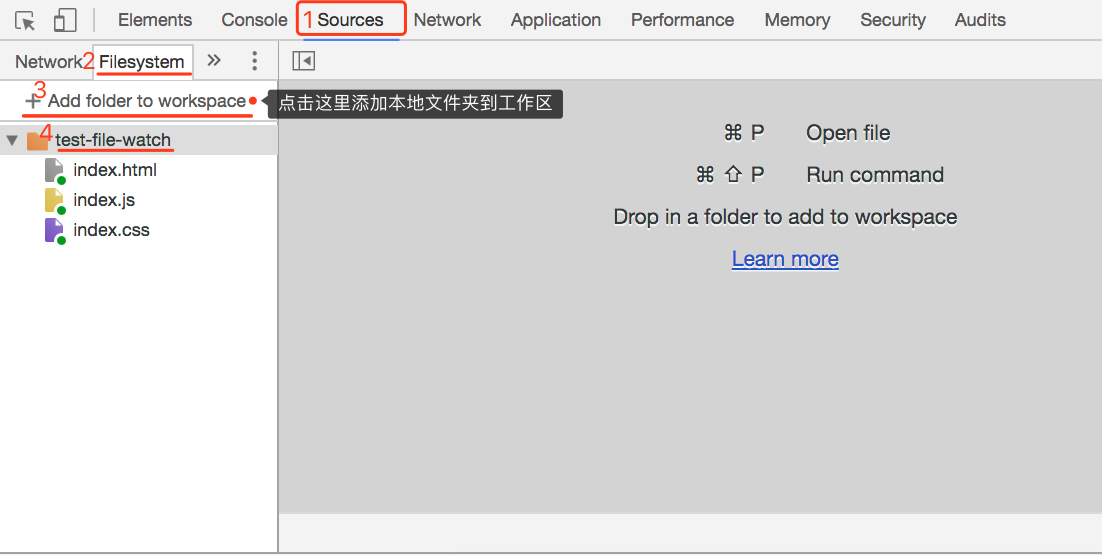 Elements Console 1 Sources Network Application Performance Memory Security Audits
Network 2 Filesystem »
3 + Add folder to workspace 点击这里添加本地文件夹到工作区
4 test-file-watch
index.html
index.js
index.css
⌘ P Open file
⌘ ⇧ P Run command
Drop in a folder to add to workspace
Learn more